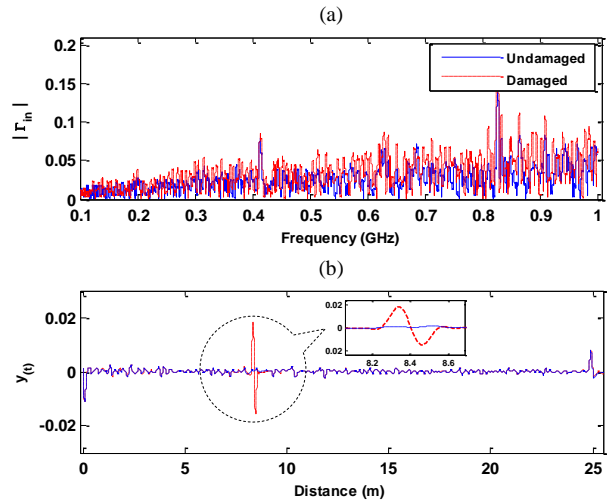 (a)
0.2
0.15
0.1
0.05
0
|Γin|
Undamaged
Damaged
0.1 0.2 0.3 0.4 0.5 0.6 0.7 0.8 0.9 1
Frequency (GHz)
(b)
0.02
0
-0.02
y(t)
0.02
0
0.02
8.2 8.4 8.6
0 5 10 15 20 25
Distance (m)